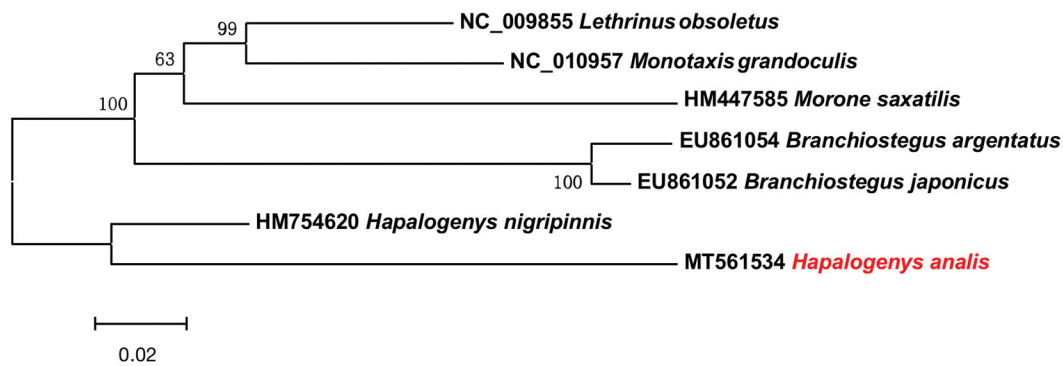 NC_009855 Lethrinus obsoletus
99
NC_010957 Monotaxis grandoculis
63
HM447585 Morone saxatilis
100
EU861054 Branchiostegus argentatus
100
EU861052 Branchiostegus japonicus
HM754620 Hapalogenys nigripinnis
MT561534 Hapalogenys analis
0.02